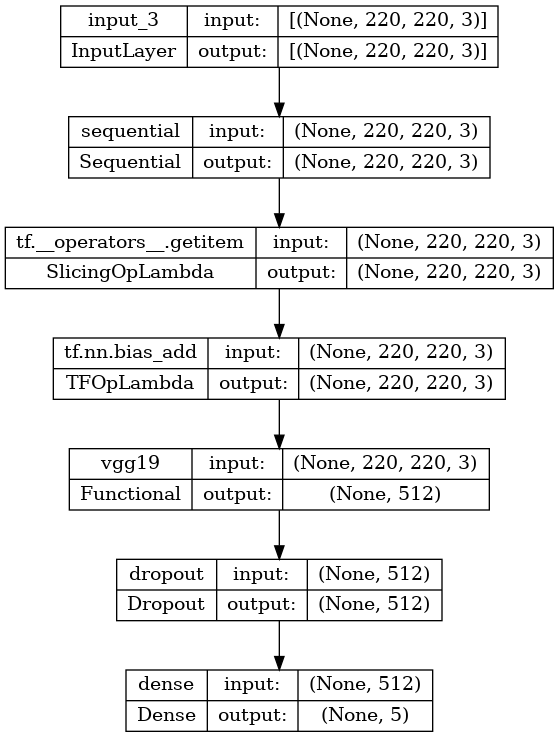 input_3 input: [(None, 220, 220, 3)]
InputLayer output: [(None, 220, 220, 3)]
sequential input: (None, 220, 220, 3)
Sequential output: (None, 220, 220, 3)
tf.__operators__.getitem input: (None, 220, 220, 3)
SlicingOpLambda output: (None, 220, 220, 3)
tf.nn.bias_add input: (None, 220, 220, 3)
TFOpLambda output: (None, 220, 220, 3)
vgg19 input: (None, 220, 220, 3)
Functional output: (None, 512)
dropout input: (None, 512)
Dropout output: (None, 512)
dense input: (None, 512)
Dense output: (None, 5)